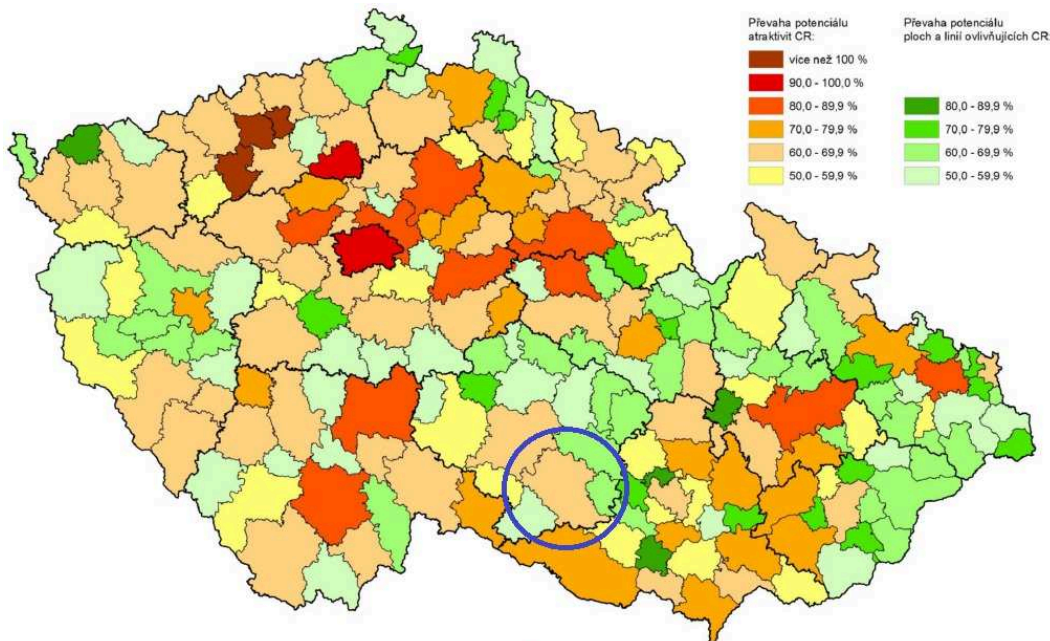 Převaha potenciálu
atraktivit CR:
více než 100 %
90,0 - 100,0 %
80,0 - 89,9 %
70,0 - 79,9 %
60,0 - 69,9 %
50,0 - 59,9 %
Převaha potenciálu
ploch a linií ovlivňujících CR:
80,0 - 89,9 %
70,0 - 79,9 %
60,0 - 69,9 %
50,0 - 59,9 %